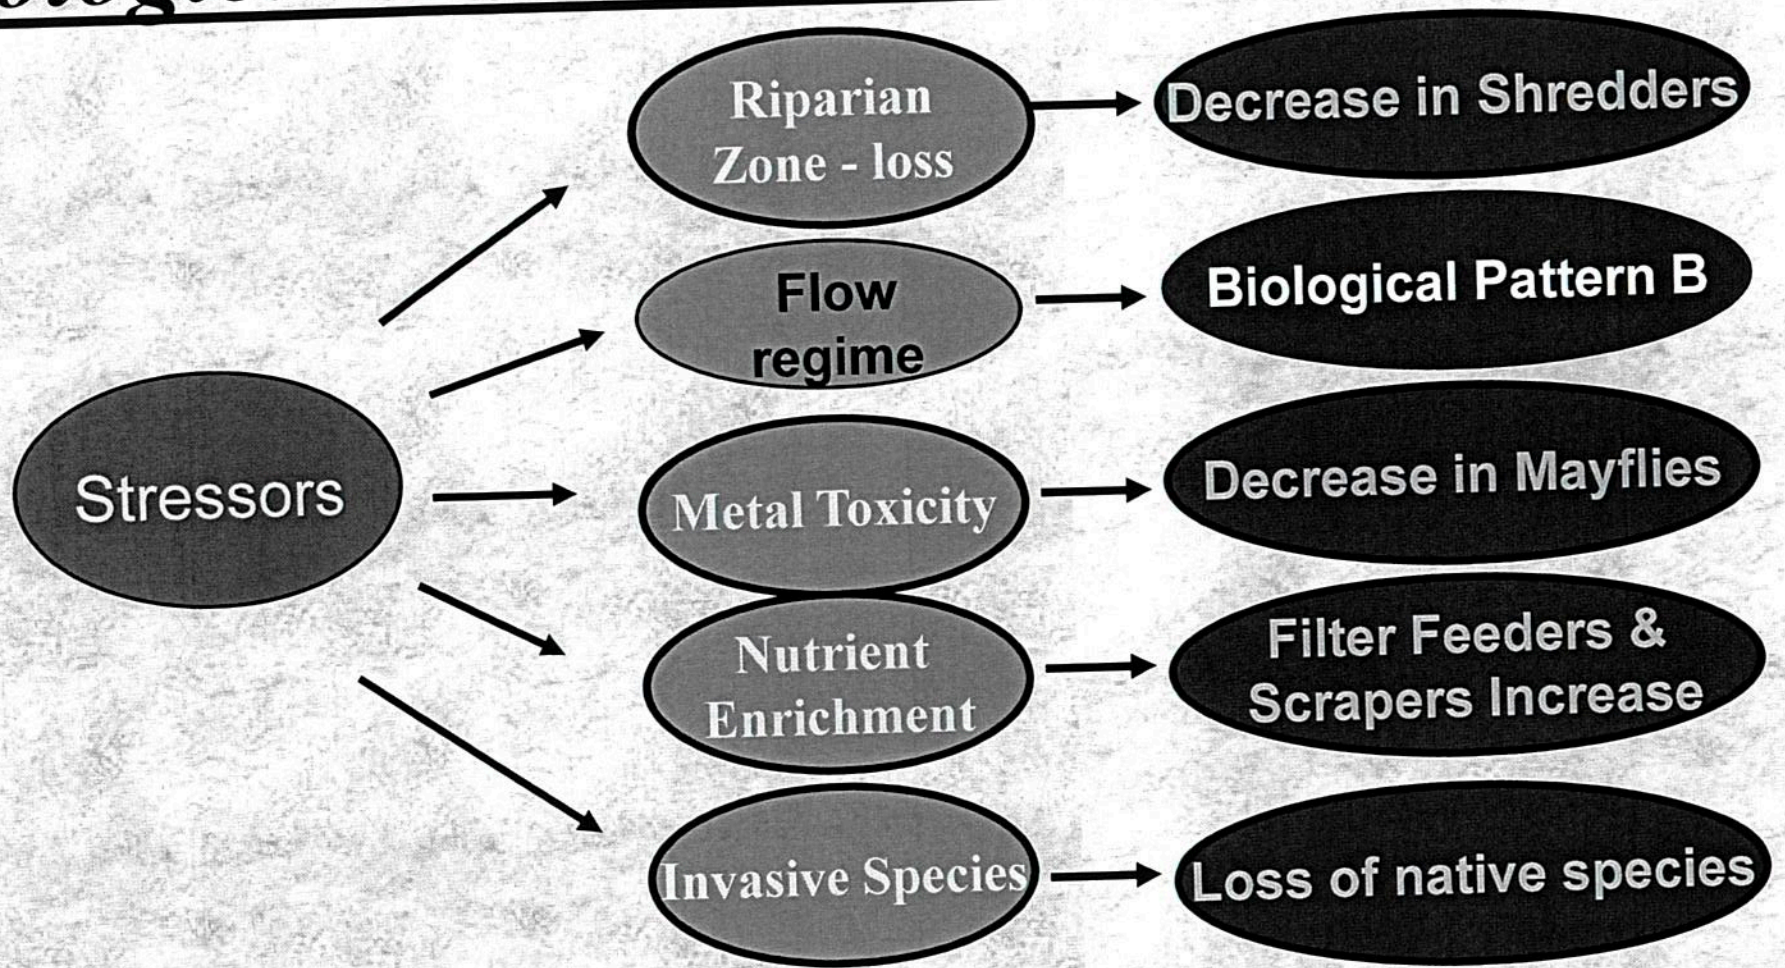 Riparian
Zone - loss
Decrease in Shredders
Flow
regime
Biological Pattern B
Stressors
Metal Toxicity
Decrease in Mayflies
Nutrient
Enrichment
Filter Feeders &
Scrapers Increase
Invasive Species
Loss of native species